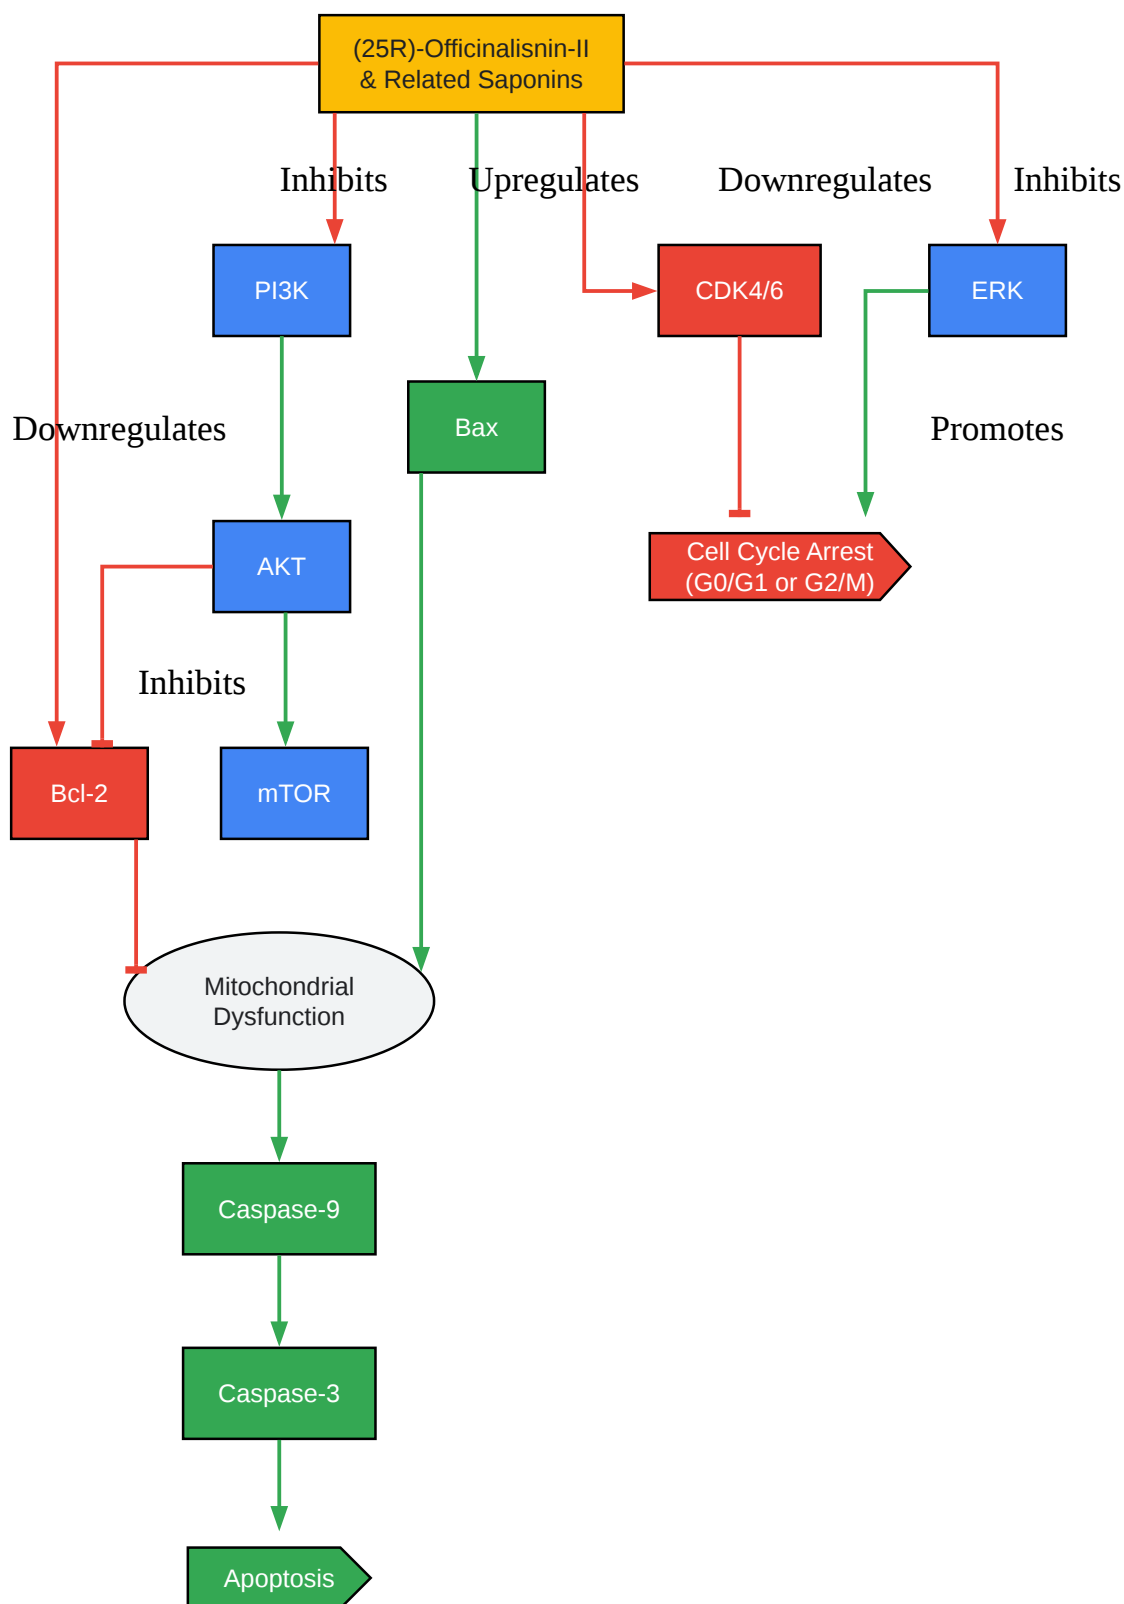 (25R)-Officinalisnin-II
& Related Saponins
Inhibits
Upregulates
Downregulates
Inhibits
PI3K
CDK4/6
ERK
Downregulates
Bax
Promotes
AKT
Cell Cycle Arrest
(G0/G1 or G2/M)
Inhibits
Bcl-2
mTOR
Mitochondrial
Dysfunction
Caspase-9
Caspase-3
Apoptosis